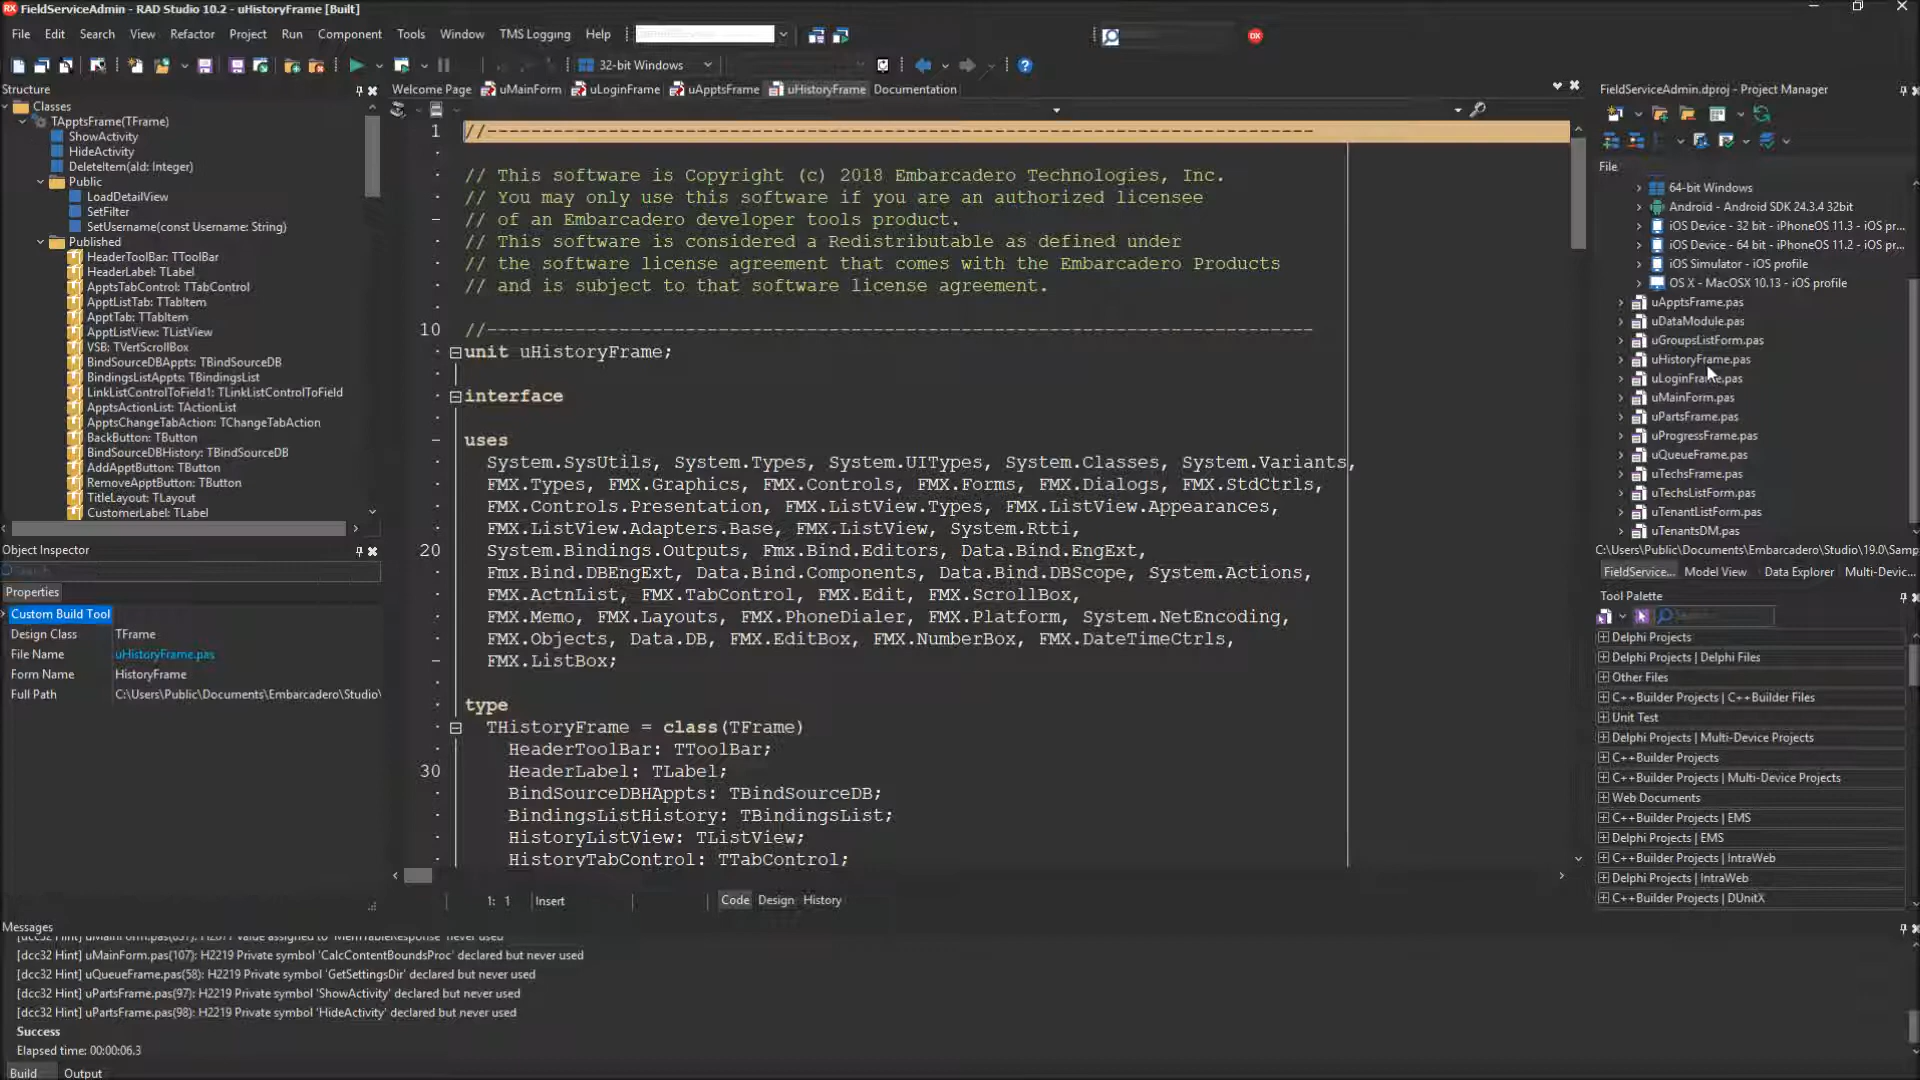 FieldServiceAdmin - RAD Studio 10.2 - uHistoryFrame [Built]
File Edit Search View Refactor Project Run Component Tools Window TMS Logging Help
32-bit Windows
Structure
Classes
TApptsFrame(TFrame)
ShowActivity
HideActivity
DeleteItem(aId: Integer)
Public
LoadDetailView
SetFilter
SetUsername(const Username: String)
Published
HeaderToolBar: TToolBar
HeaderLabel: TLabel
ApptsTabControl: TTabControl
ApptListTab: TTabItem
ApptTab: TTabItem
ApptListView: TListView
VSB: TVertScrollBox
BindSourceDBAppts: TBindSourceDB
BindingsListAppts: TBindingsList
LinkListControlToField1: TLinkListControlToField
ApptsActionList: TActionList
ApptsChangeTabAction: TChangeTabAction
BackButton: TButton
BindSourceDBHistory: TBindSourceDB
AddApptButton: TButton
RemoveApptButton: TButton
TitleLayout: TLayout
CustomerLabel: TLabel
Object Inspector
Properties
Custom Build Tool
Design Class TFrame
File Name uHistoryFrame.pas
Form Name HistoryFrame
Full Path C:\Users\Public\Documents\Embarcadero\Studio\
Welcome Page uMainForm uLoginFrame uApptsFrame uHistoryFrame Documentation
1 //---------------------------------------------------------------------------
// This software is Copyright (c) 2018 Embarcadero Technologies, Inc.
// You may only use this software if you are an authorized licensee
// of an Embarcadero developer tools product.
// This software is considered a Redistributable as defined under
// the software license agreement that comes with the Embarcadero Products
// and is subject to that software license agreement.
10 //---------------------------------------------------------------------------
unit uHistoryFrame;
interface
uses
System.SysUtils, System.Types, System.UITypes, System.Classes, System.Variants,
FMX.Types, FMX.Graphics, FMX.Controls, FMX.Forms, FMX.Dialogs, FMX.StdCtrls,
FMX.Controls.Presentation, FMX.ListView.Types, FMX.ListView.Appearances,
FMX.ListView.Adapters.Base, FMX.ListView, System.Rtti,
20 System.Bindings.Outputs, Fmx.Bind.Editors, Data.Bind.EngExt,
Fmx.Bind.DBEngExt, Data.Bind.Components, Data.Bind.DBScope, System.Actions,
FMX.ActnList, FMX.TabControl, FMX.Edit, FMX.ScrollBox,
FMX.Memo, FMX.Layouts, FMX.PhoneDialer, FMX.Platform, System.NetEncoding,
FMX.Objects, Data.DB, FMX.EditBox, FMX.NumberBox, FMX.DateTimeCtrls,
FMX.ListBox;
type
THistoryFrame = class(TFrame)
HeaderToolBar: TToolBar;
30 HeaderLabel: TLabel;
BindSourceDBHAppts: TBindSourceDB;
BindingsListHistory: TBindingsList;
HistoryListView: TListView;
HistoryTabControl: TTabControl;
1: 1 Insert Code Design History
FieldServiceAdmin.dproj - Project Manager
File
64-bit Windows
Android - Android SDK 24.3.4 32bit
iOS Device - 32 bit - iPhoneOS 11.3 - iOS pr...
iOS Device - 64 bit - iPhoneOS 11.2 - iOS pr...
iOS Simulator - iOS profile
OS X - MacOSX 10.13 - iOS profile
uApptsFrame.pas
uDataModule.pas
uGroupsListForm.pas
uHistoryFrame.pas
uLoginFrame.pas
uMainForm.pas
uPartsFrame.pas
uProgressFrame.pas
uQueueFrame.pas
uTechsFrame.pas
uTechsListForm.pas
uTenantListForm.pas
uTenantsDM.pas
C:\Users\Public\Documents\Embarcadero\Studio\19.0\Samp
FieldService... Model View Data Explorer Multi-Devic...
Tool Palette
Delphi Projects
Delphi Projects | Delphi Files
Other Files
C++Builder Projects | C++Builder Files
Unit Test
Delphi Projects | Multi-Device Projects
C++Builder Projects
C++Builder Projects | Multi-Device Projects
Web Documents
C++Builder Projects | EMS
Delphi Projects | EMS
C++Builder Projects | IntraWeb
Delphi Projects | IntraWeb
C++Builder Projects | DUnitX
Messages
[dcc32 Hint] uMainForm.pas(107): H2219 Private symbol 'CalcContentBoundsProc' declared but never used
[dcc32 Hint] uQueueFrame.pas(58): H2219 Private symbol 'GetSettingsDir' declared but never used
[dcc32 Hint] uPartsFrame.pas(97): H2219 Private symbol 'ShowActivity' declared but never used
[dcc32 Hint] uPartsFrame.pas(98): H2219 Private symbol 'HideActivity' declared but never used
Success
Elapsed time: 00:00:06.3
Build Output